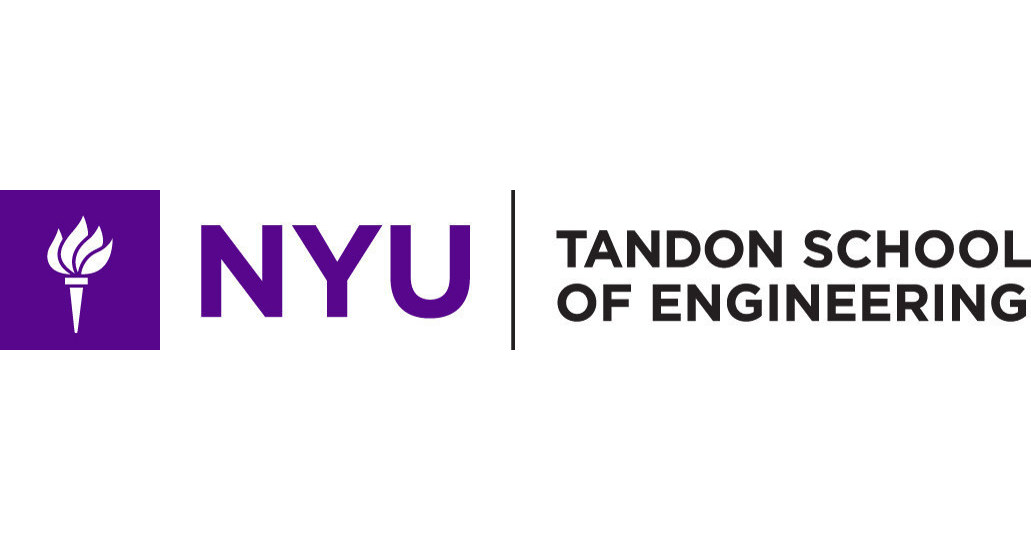 NYU
TANDON SCHOOL
OF ENGINEERING